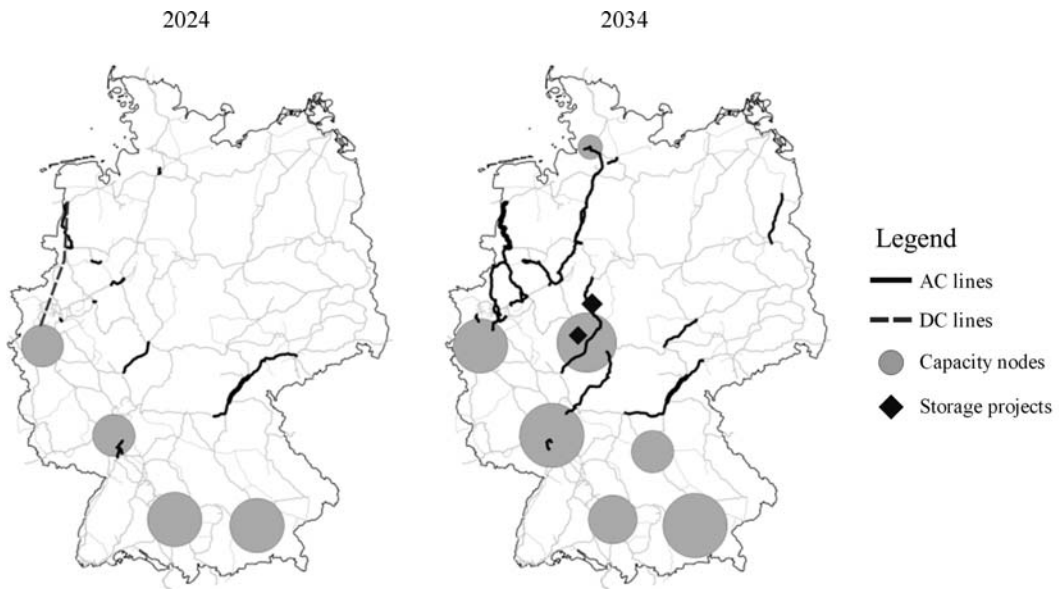 2024
2034
Legend
AC lines
DC lines
Capacity nodes
Storage projects